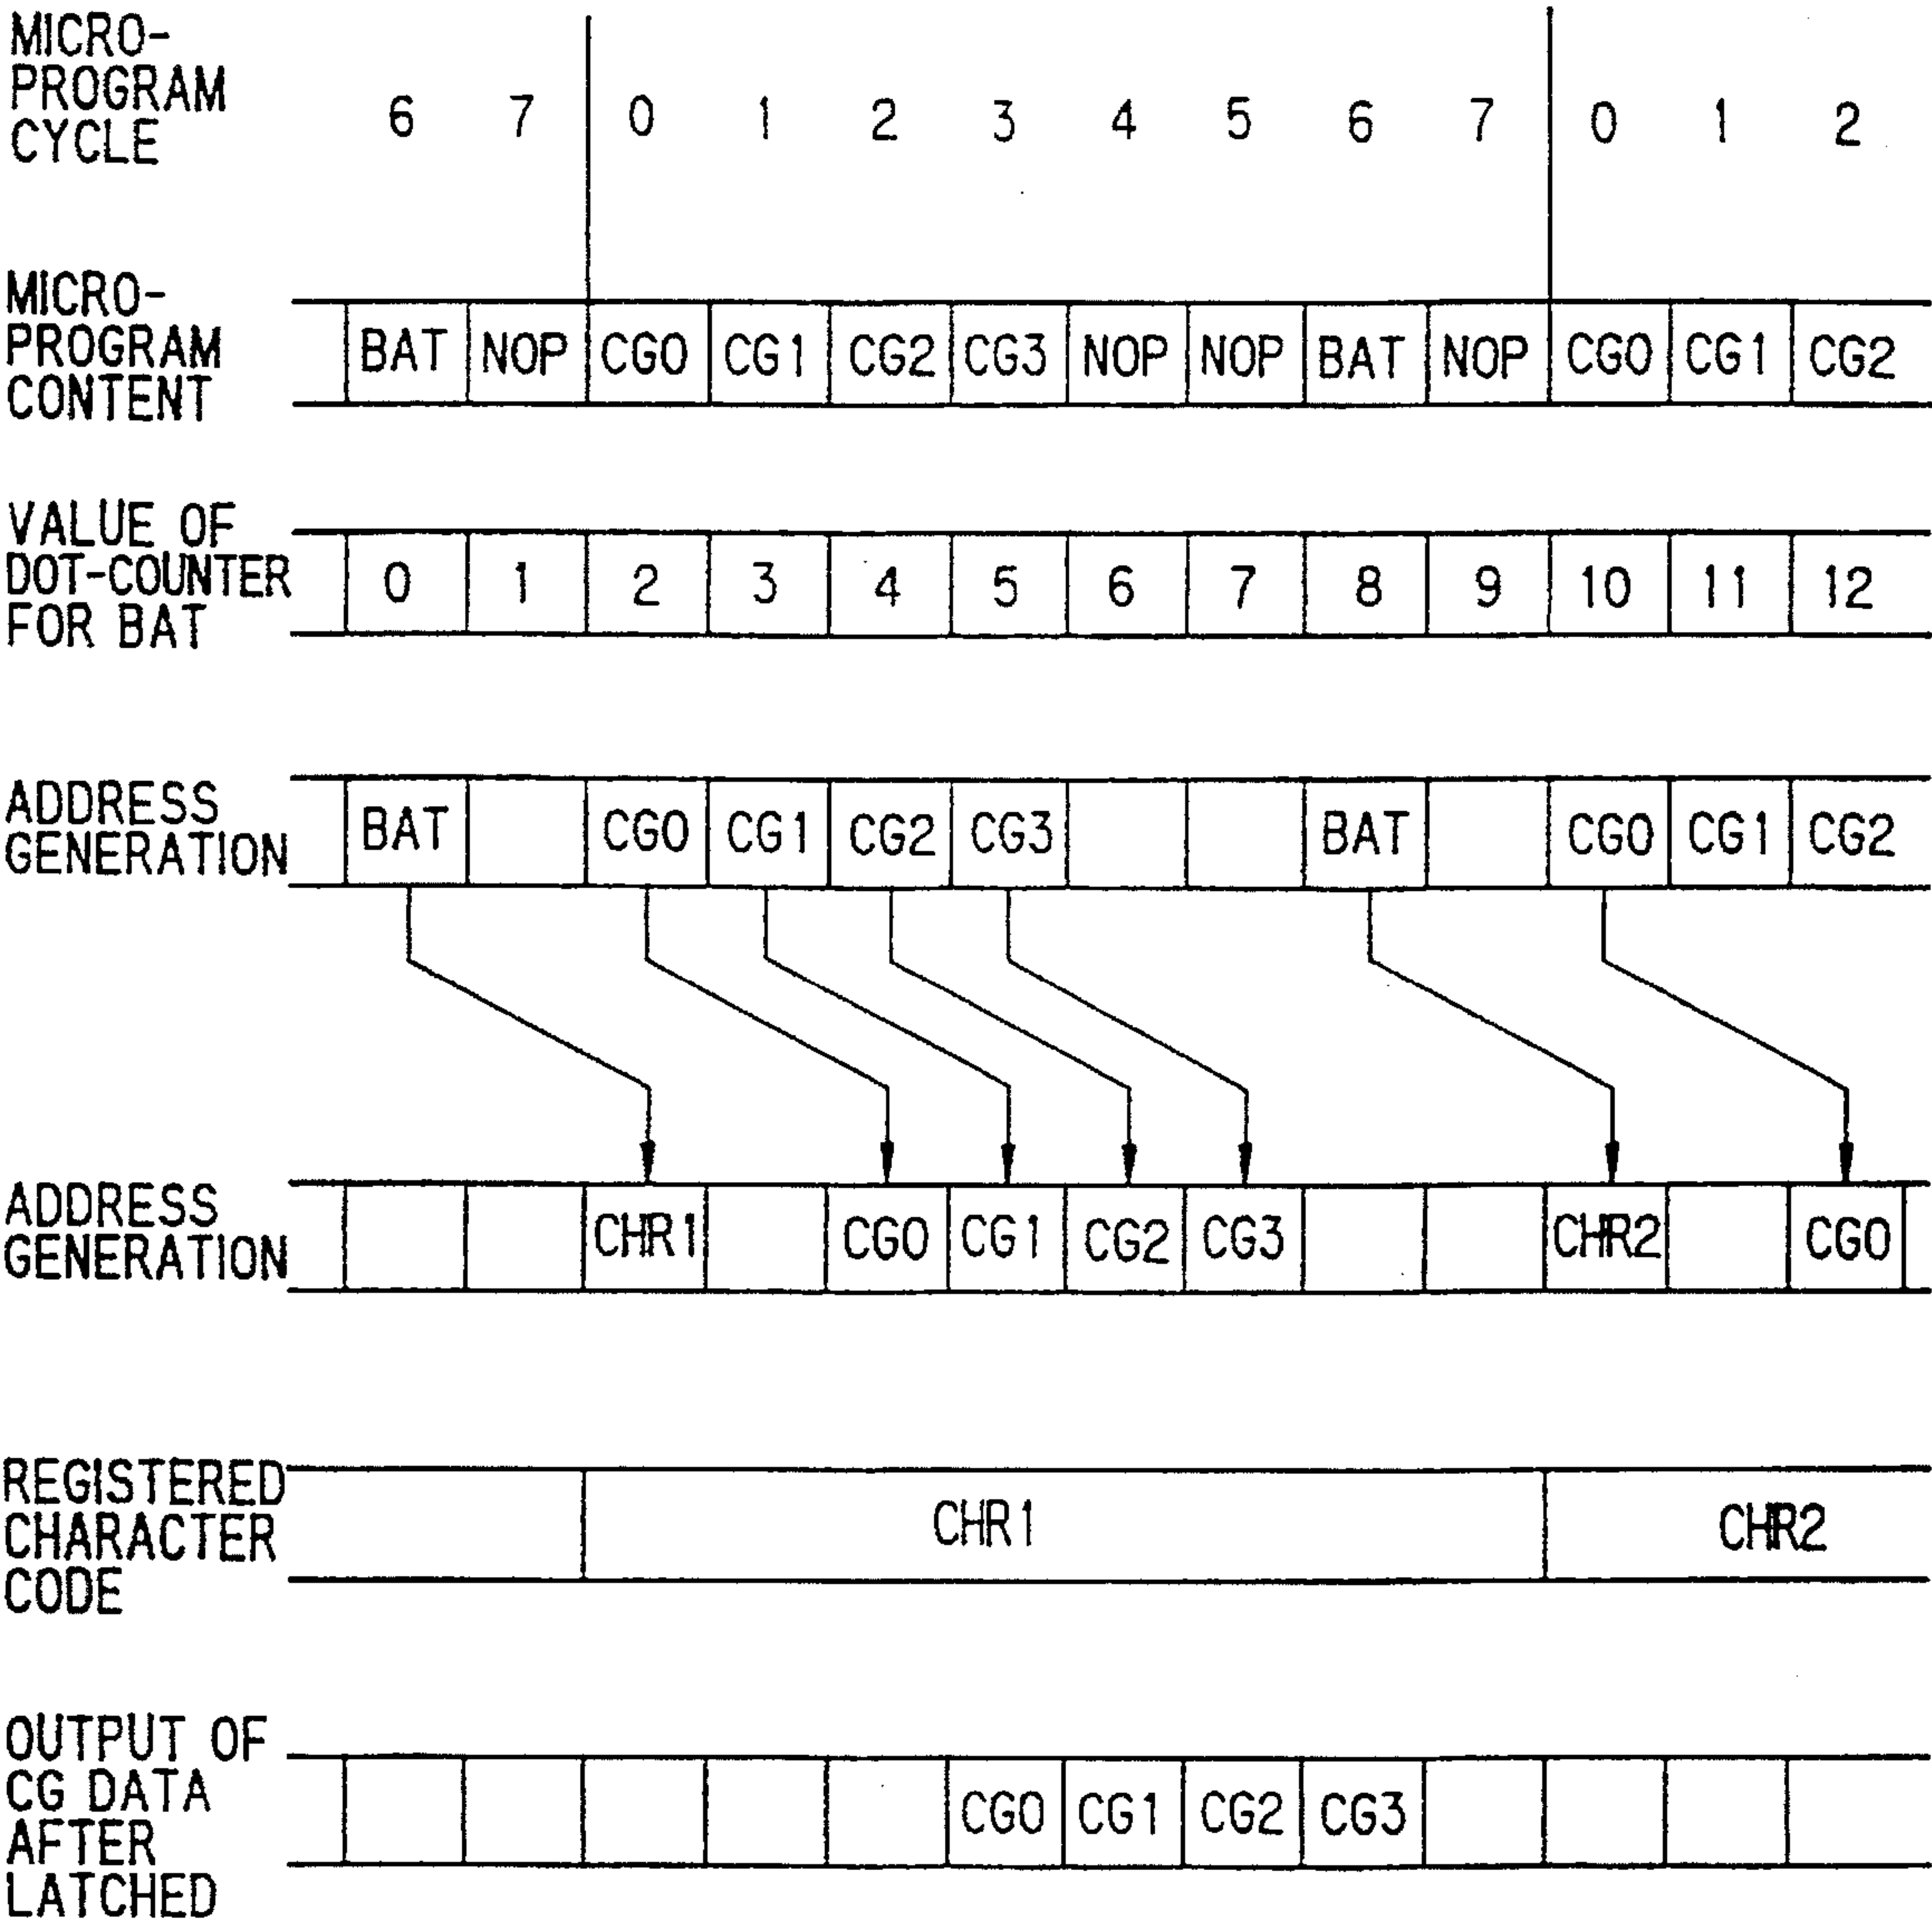 MICRO-
PROGRAM
CYCLE
6 7 0 1 2 3 4 5 6 7 0 1 2
MICRO-
PROGRAM
CONTENT
BAT NOP CG0 CG1 CG2 CG3 NOP NOP BAT NOP CG0 CG1 CG2
VALUE OF
DOT-COUNTER
FOR BAT
0 1 2 3 4 5 6 7 8 9 10 11 12
ADDRESS
GENERATION
BAT CG0 CG1 CG2 CG3 BAT CG0 CG1 CG2
ADDRESS
GENERATION
CHR1 CG0 CG1 CG2 CG3 CHR2 CG0
REGISTERED
CHARACTER
CODE
CHR1 CHR2
OUTPUT OF
CG DATA
AFTER
LATCHED
CG0 CG1 CG2 CG3